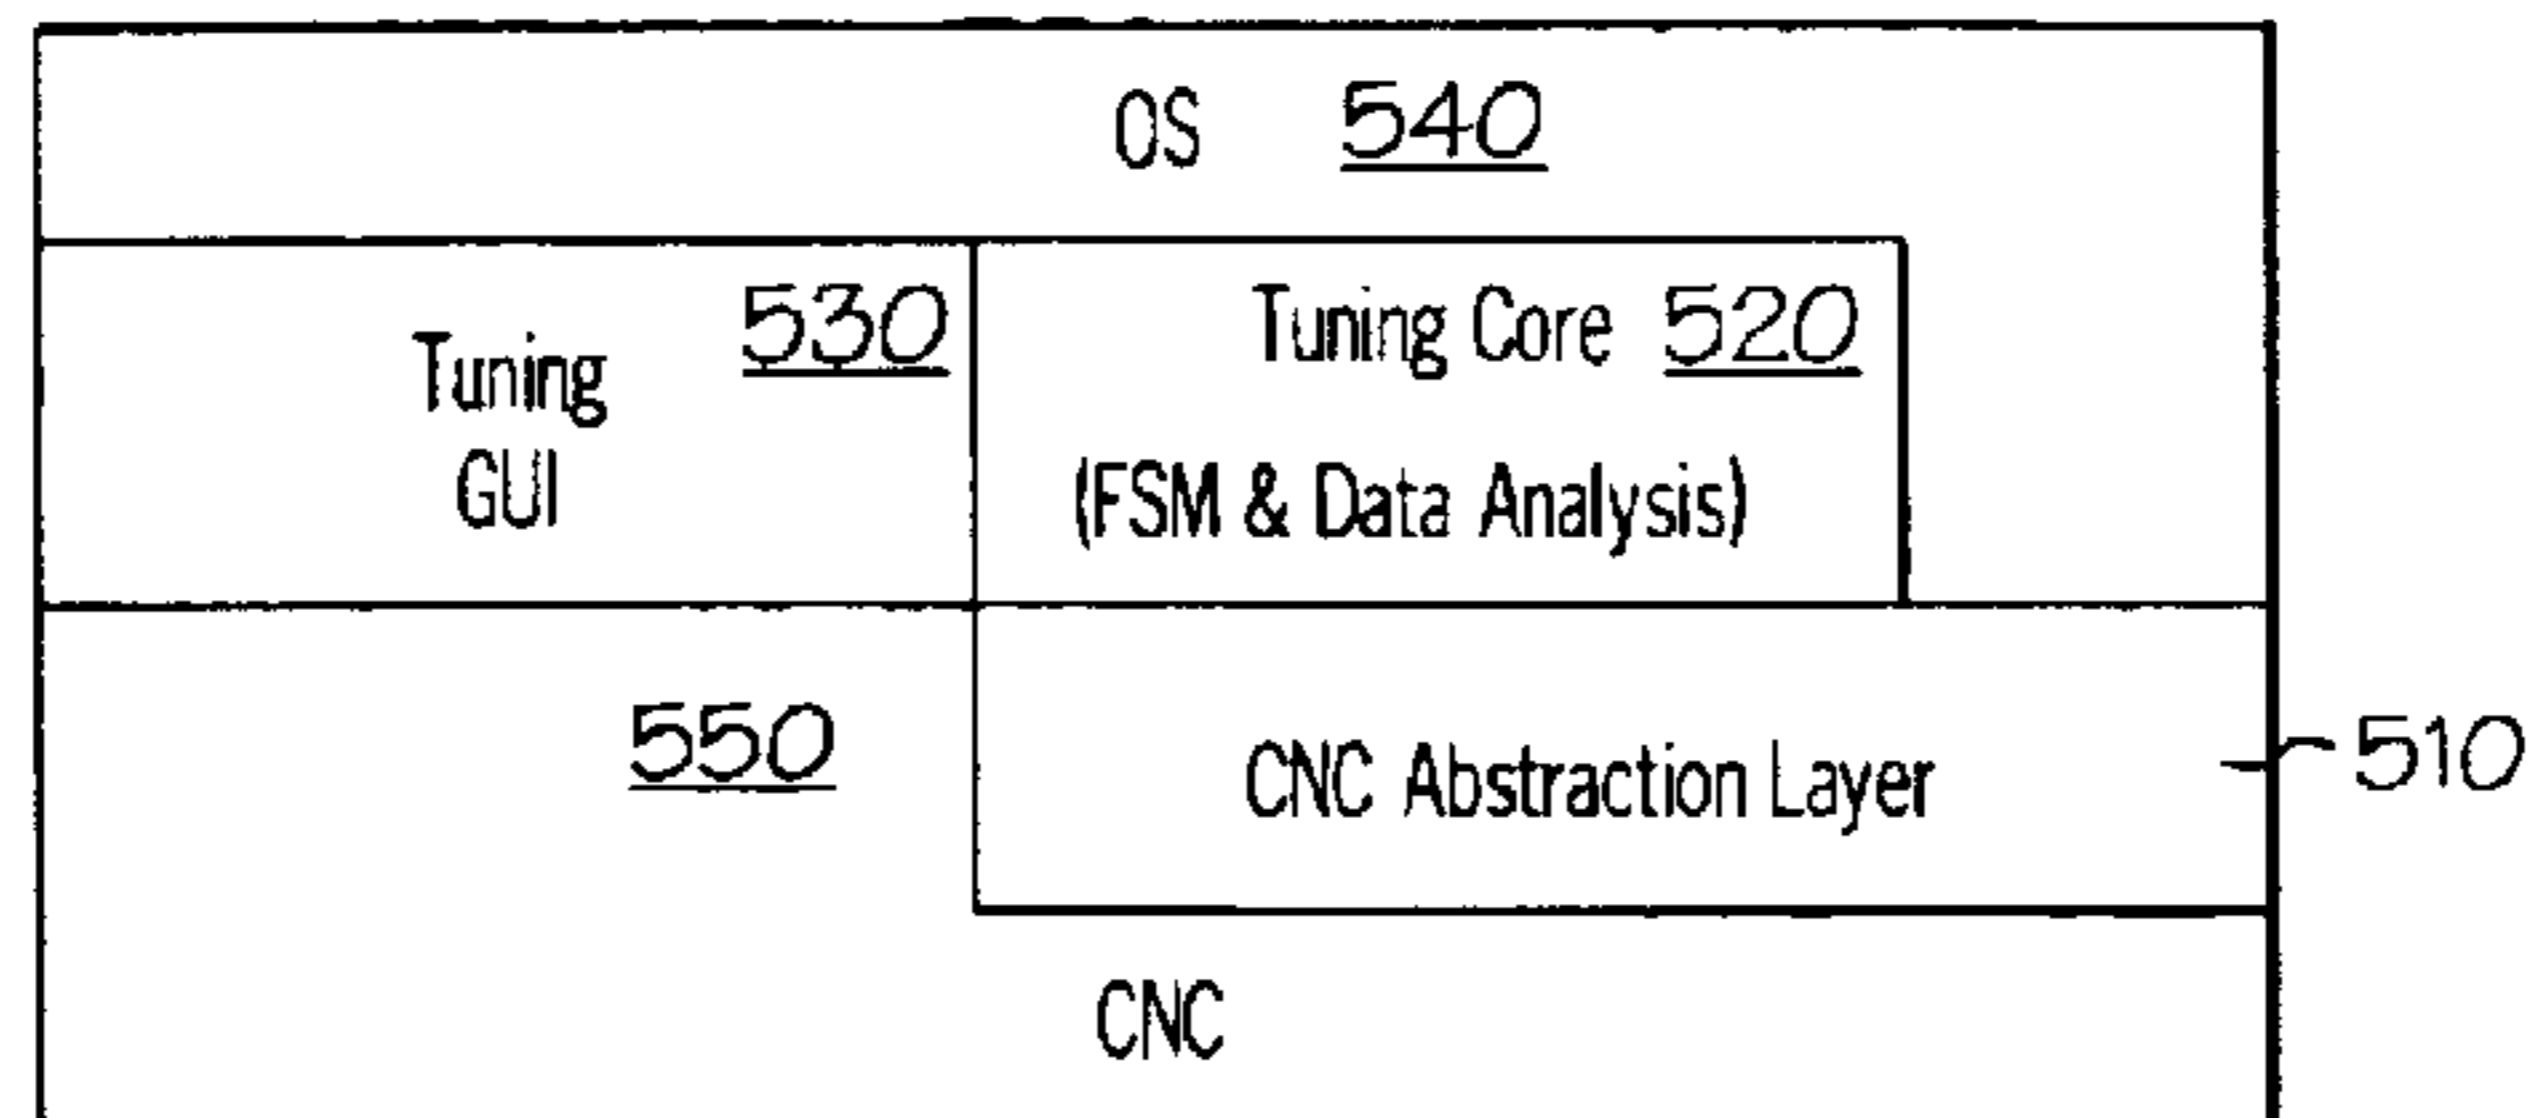 OS 540
Tuning 530
GUI
Tuning Core 520
(FSM & Data Analysis)
550
CNC Abstraction Layer
510
CNC